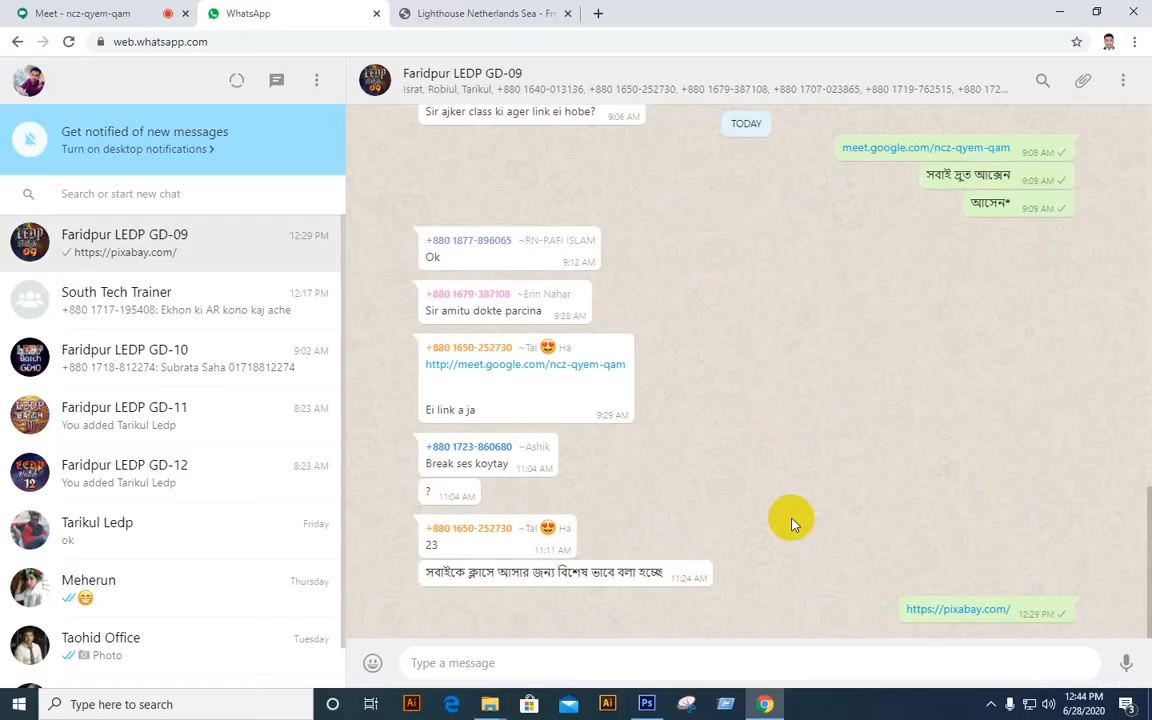 Meet - ncz-qyem-qam
WhatsApp
Lighthouse Netherlands Sea - Fr
web.whatsapp.com
Faridpur LEDP GD-09
Israt, Robiul, Tarikul, +880 1640-013136, +880 1650-252730, +880 1679-387108, +880 1707-023865, +880 1719-762515, +880 172...
Get notified of new messages
Turn on desktop notifications
Search or start new chat
Faridpur LEDP GD-09
12:29 PM
https://pixabay.com/
South Tech Trainer
12:17 PM
+880 1717-195408: Ekhon ki AR kono kaj ache
Faridpur LEDP GD-10
9:02 AM
+880 1718-812274: Subrata Saha 01718812274
Faridpur LEDP GD-11
8:23 AM
You added Tarikul Ledp
Faridpur LEDP GD-12
8:23 AM
You added Tarikul Ledp
Tarikul Ledp
Friday
ok
Meherun
Thursday
Taohid Office
Tuesday
Photo
Sir ajker class ki ager link ei hobe?
9:06 AM
TODAY
meet.google.com/ncz-qyem-qam
9:08 AM
সবাই দ্রুত আক্সেন
9:09 AM
আসেন*
9:09 AM
+880 1877-896065 ~RN-RAFI ISLAM
Ok
9:12 AM
+880 1679-387108 ~Erin Nahar
Sir amitu dokte parcina
9:28 AM
+880 1650-252730 ~Tal 😍 Ha
http://meet.google.com/ncz-qyem-qam
Ei link a ja
9:29 AM
+880 1723-860680 ~Ashik
Break ses koytay
11:04 AM
?
11:04 AM
+880 1650-252730 ~Tal 😍 Ha
23
11:11 AM
সবাইকে ক্লাসে আসার জন্য বিশেষ ভাবে বলা হচ্ছে
11:24 AM
https://pixabay.com/
12:29 PM
Type a message
Type here to search
12:44 PM
6/28/2020